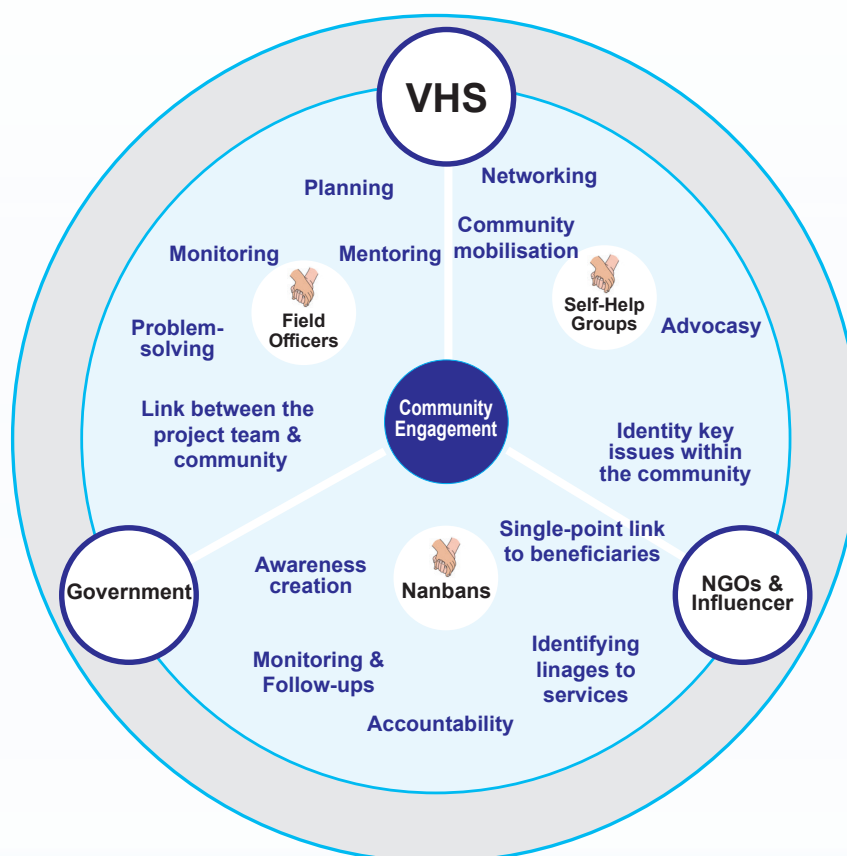 VHS
Planning
Networking
Monitoring
Mentoring
Community
mobilisation
Field
Officers
Self-Help
Groups
Problem-
solving
Advocasy
Link between the
project team &
community
Community
Engagement
Identity key
issues within
the community
Government
Awareness
creation
Nanbans
Single-point link
to beneficiaries
NGOs &
Influencer
Monitoring &
Follow-ups
Identifying
linages to
services
Accountability